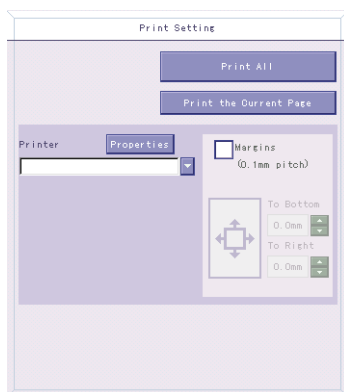 Print Setting
Print All
Print the Current Page
Printer
Properties
Margins
(0.1mm pitch)
To Bottom
0.0mm
To Right
0.0mm